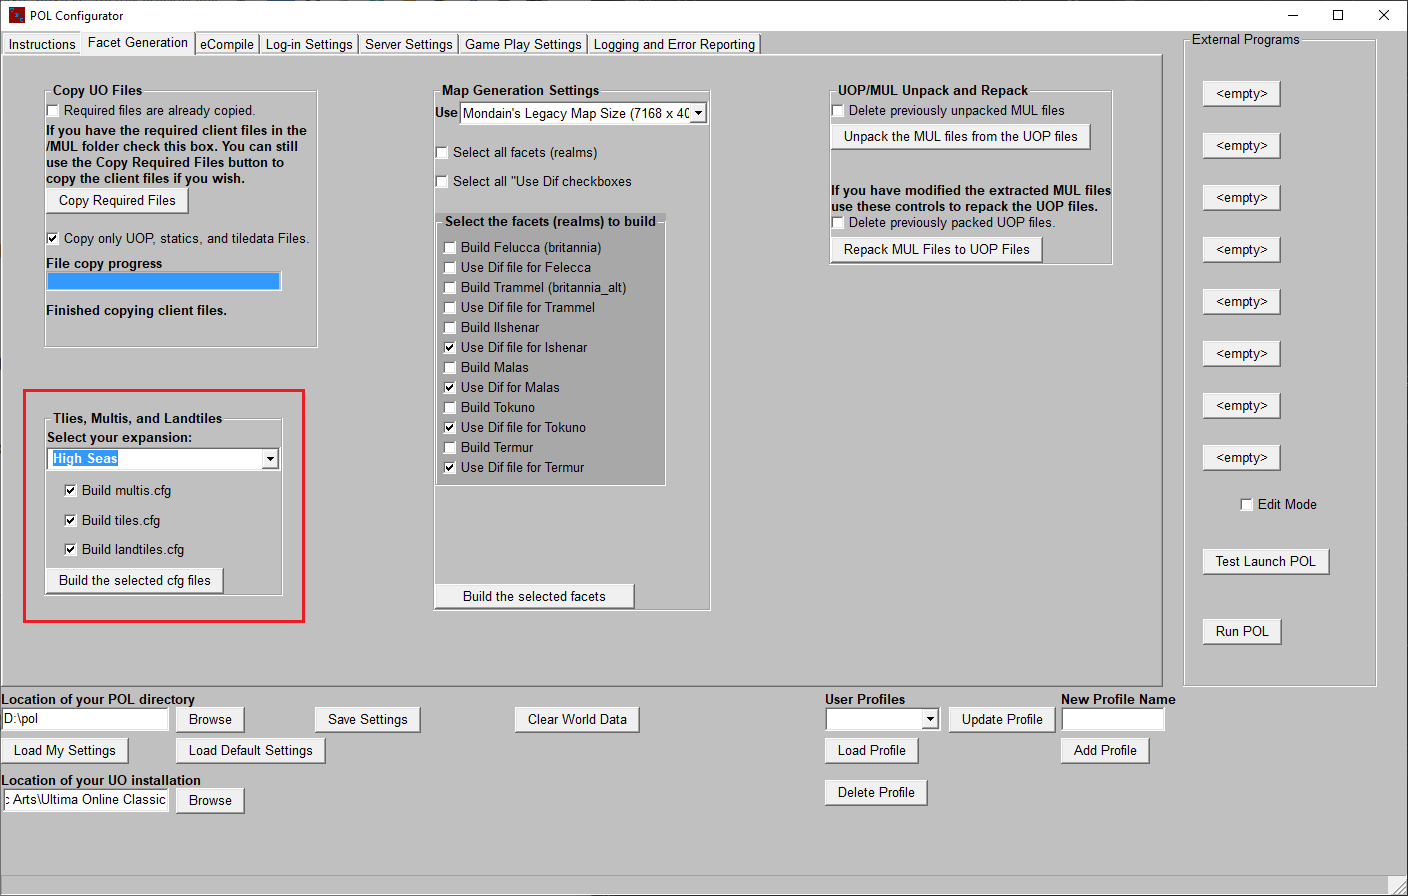 POL Configurator
Instructions
Facet Generation
eCompile
Log-in Settings
Server Settings
Game Play Settings
Logging and Error Reporting
Copy UO Files
Required files are already copied.
If you have the required client files in the
/MUL folder check this box. You can still
use the Copy Required Files button to
copy the client files if you wish.
Copy Required Files
Copy only UOP, statics, and tiledata Files.
File copy progress
Finished copying client files.
Tlies, Multis, and Landtiles
Select your expansion:
High Seas
Build multis.cfg
Build tiles.cfg
Build landtiles.cfg
Build the selected cfg files
Map Generation Settings
Use Mondain's Legacy Map Size (7168 x 40
Select all facets (realms)
Select all "Use Dif checkboxes
Select the facets (realms) to build
Build Felucca (britannia)
Use Dif file for Felecca
Build Trammel (britannia_alt)
Use Dif file for Trammel
Build Ilshenar
Use Dif file for Ishenar
Build Malas
Use Dif for Malas
Build Tokuno
Use Dif file for Tokuno
Build Termur
Use Dif file for Termur
Build the selected facets
UOP/MUL Unpack and Repack
Delete previously unpacked MUL files
Unpack the MUL files from the UOP files
If you have modified the extracted MUL files
use these controls to repack the UOP files.
Delete previously packed UOP files.
Repack MUL Files to UOP Files
External Programs
<empty>
<empty>
<empty>
<empty>
<empty>
<empty>
<empty>
<empty>
Edit Mode
Test Launch POL
Run POL
Location of your POL directory
D:\pol
Browse
Save Settings
Clear World Data
Load My Settings
Load Default Settings
Location of your UO installation
c Arts\Ultima Online Classic
Browse
User Profiles
Update Profile
Load Profile
Delete Profile
New Profile Name
Add Profile